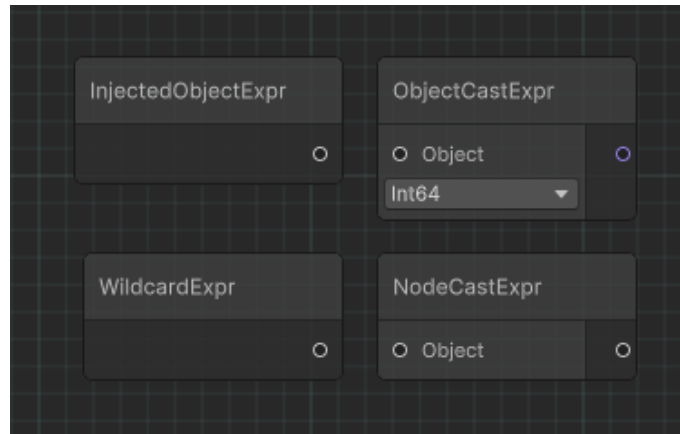 InjectedObjectExpr
ObjectCastExpr
Object
Int64
WildcardExpr
NodeCastExpr
Object